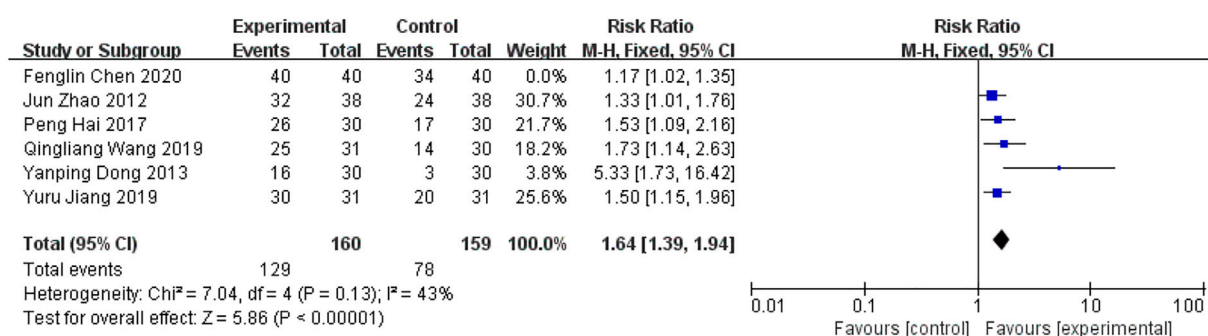 Experimental Control Risk Ratio Risk Ratio
Study or Subgroup Events Total Events Total Weight M-H, Fixed, 95% CI M-H, Fixed, 95% CI
Fenglin Chen 2020 40 40 34 40 0.0% 1.17 [1.02, 1.35]
Jun Zhao 2012 32 38 24 38 30.7% 1.33 [1.01, 1.76]
Peng Hai 2017 26 30 17 30 21.7% 1.53 [1.09, 2.16]
Qingliang Wang 2019 25 31 14 30 18.2% 1.73 [1.14, 2.63]
Yanping Dong 2013 16 30 3 30 3.8% 5.33 [1.73, 16.42]
Yuru Jiang 2019 30 31 20 31 25.6% 1.50 [1.15, 1.96]
Total (95% CI) 160 159 100.0% 1.64 [1.39, 1.94]
Total events 129 78
Heterogeneity: Chi² = 7.04, df = 4 (P = 0.13); I² = 43%
Test for overall effect: Z = 5.86 (P < 0.00001)
0.01 0.1 1 10 100
Favours [control] Favours [experimental]